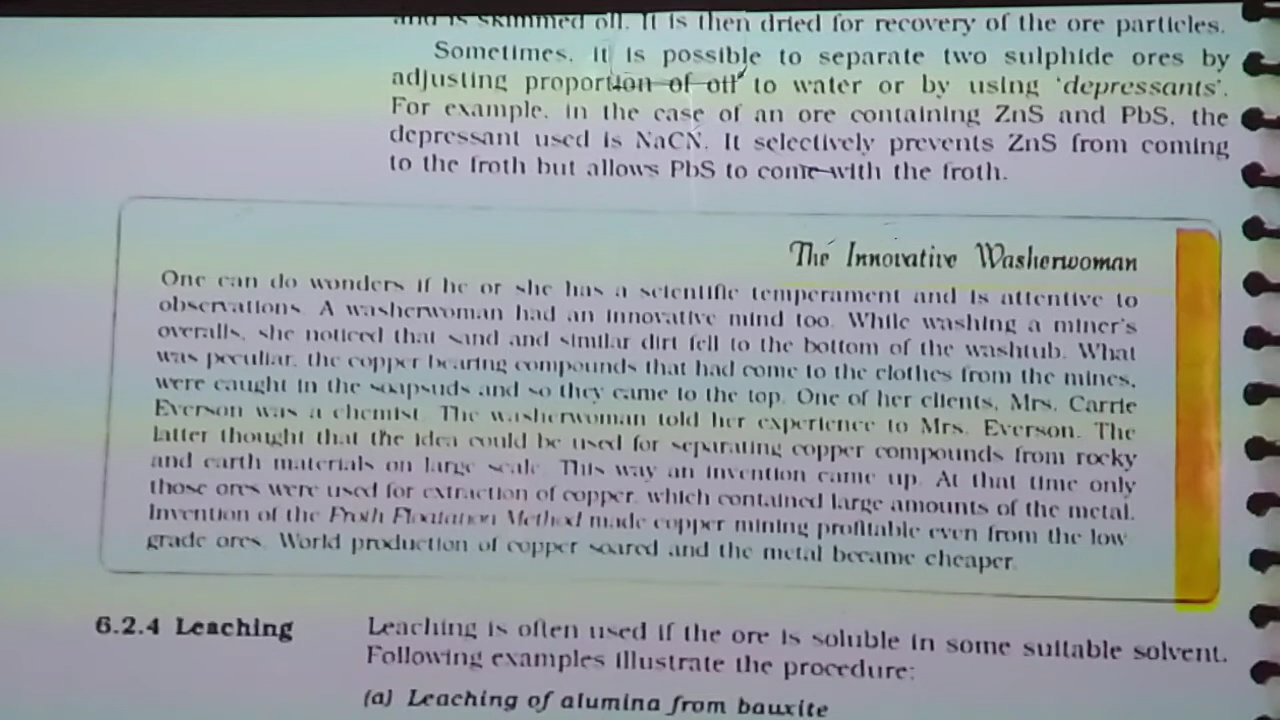 and is skimmed off. It is then dried for recovery of the ore particles.
Sometimes, it is possible to separate two sulphide ores by
adjusting proportion of oil to water or by using ‘depressants’.
For example, in the case of an ore containing ZnS and PbS, the
depressant used is NaCN. It selectively prevents ZnS from coming
to the froth but allows PbS to come with the froth.
The Innovative Washerwoman
One can do wonders if he or she has a scientific temperament and is attentive to
observations. A washerwoman had an innovative mind too. While washing a miner's
overalls, she noticed that sand and similar dirt fell to the bottom of the washtub. What
was peculiar, the copper bearing compounds that had come to the clothes from the mines,
were caught in the soapsuds and so they came to the top. One of her clients, Mrs. Carrie
Everson was a chemist. The washerwoman told her experience to Mrs. Everson. The
latter thought that the idea could be used for separating copper compounds from rocky
and earth materials on large scale. This way an invention came up. At that time only
those ores were used for extraction of copper, which contained large amounts of the metal.
Invention of the Froth Floatation Method made copper mining profitable even from the low-
grade ores. World production of copper soared and the metal became cheaper.
6.2.4 Leaching
Leaching is often used if the ore is soluble in some suitable solvent.
Following examples illustrate the procedure:
(a) Leaching of alumina from bauxite